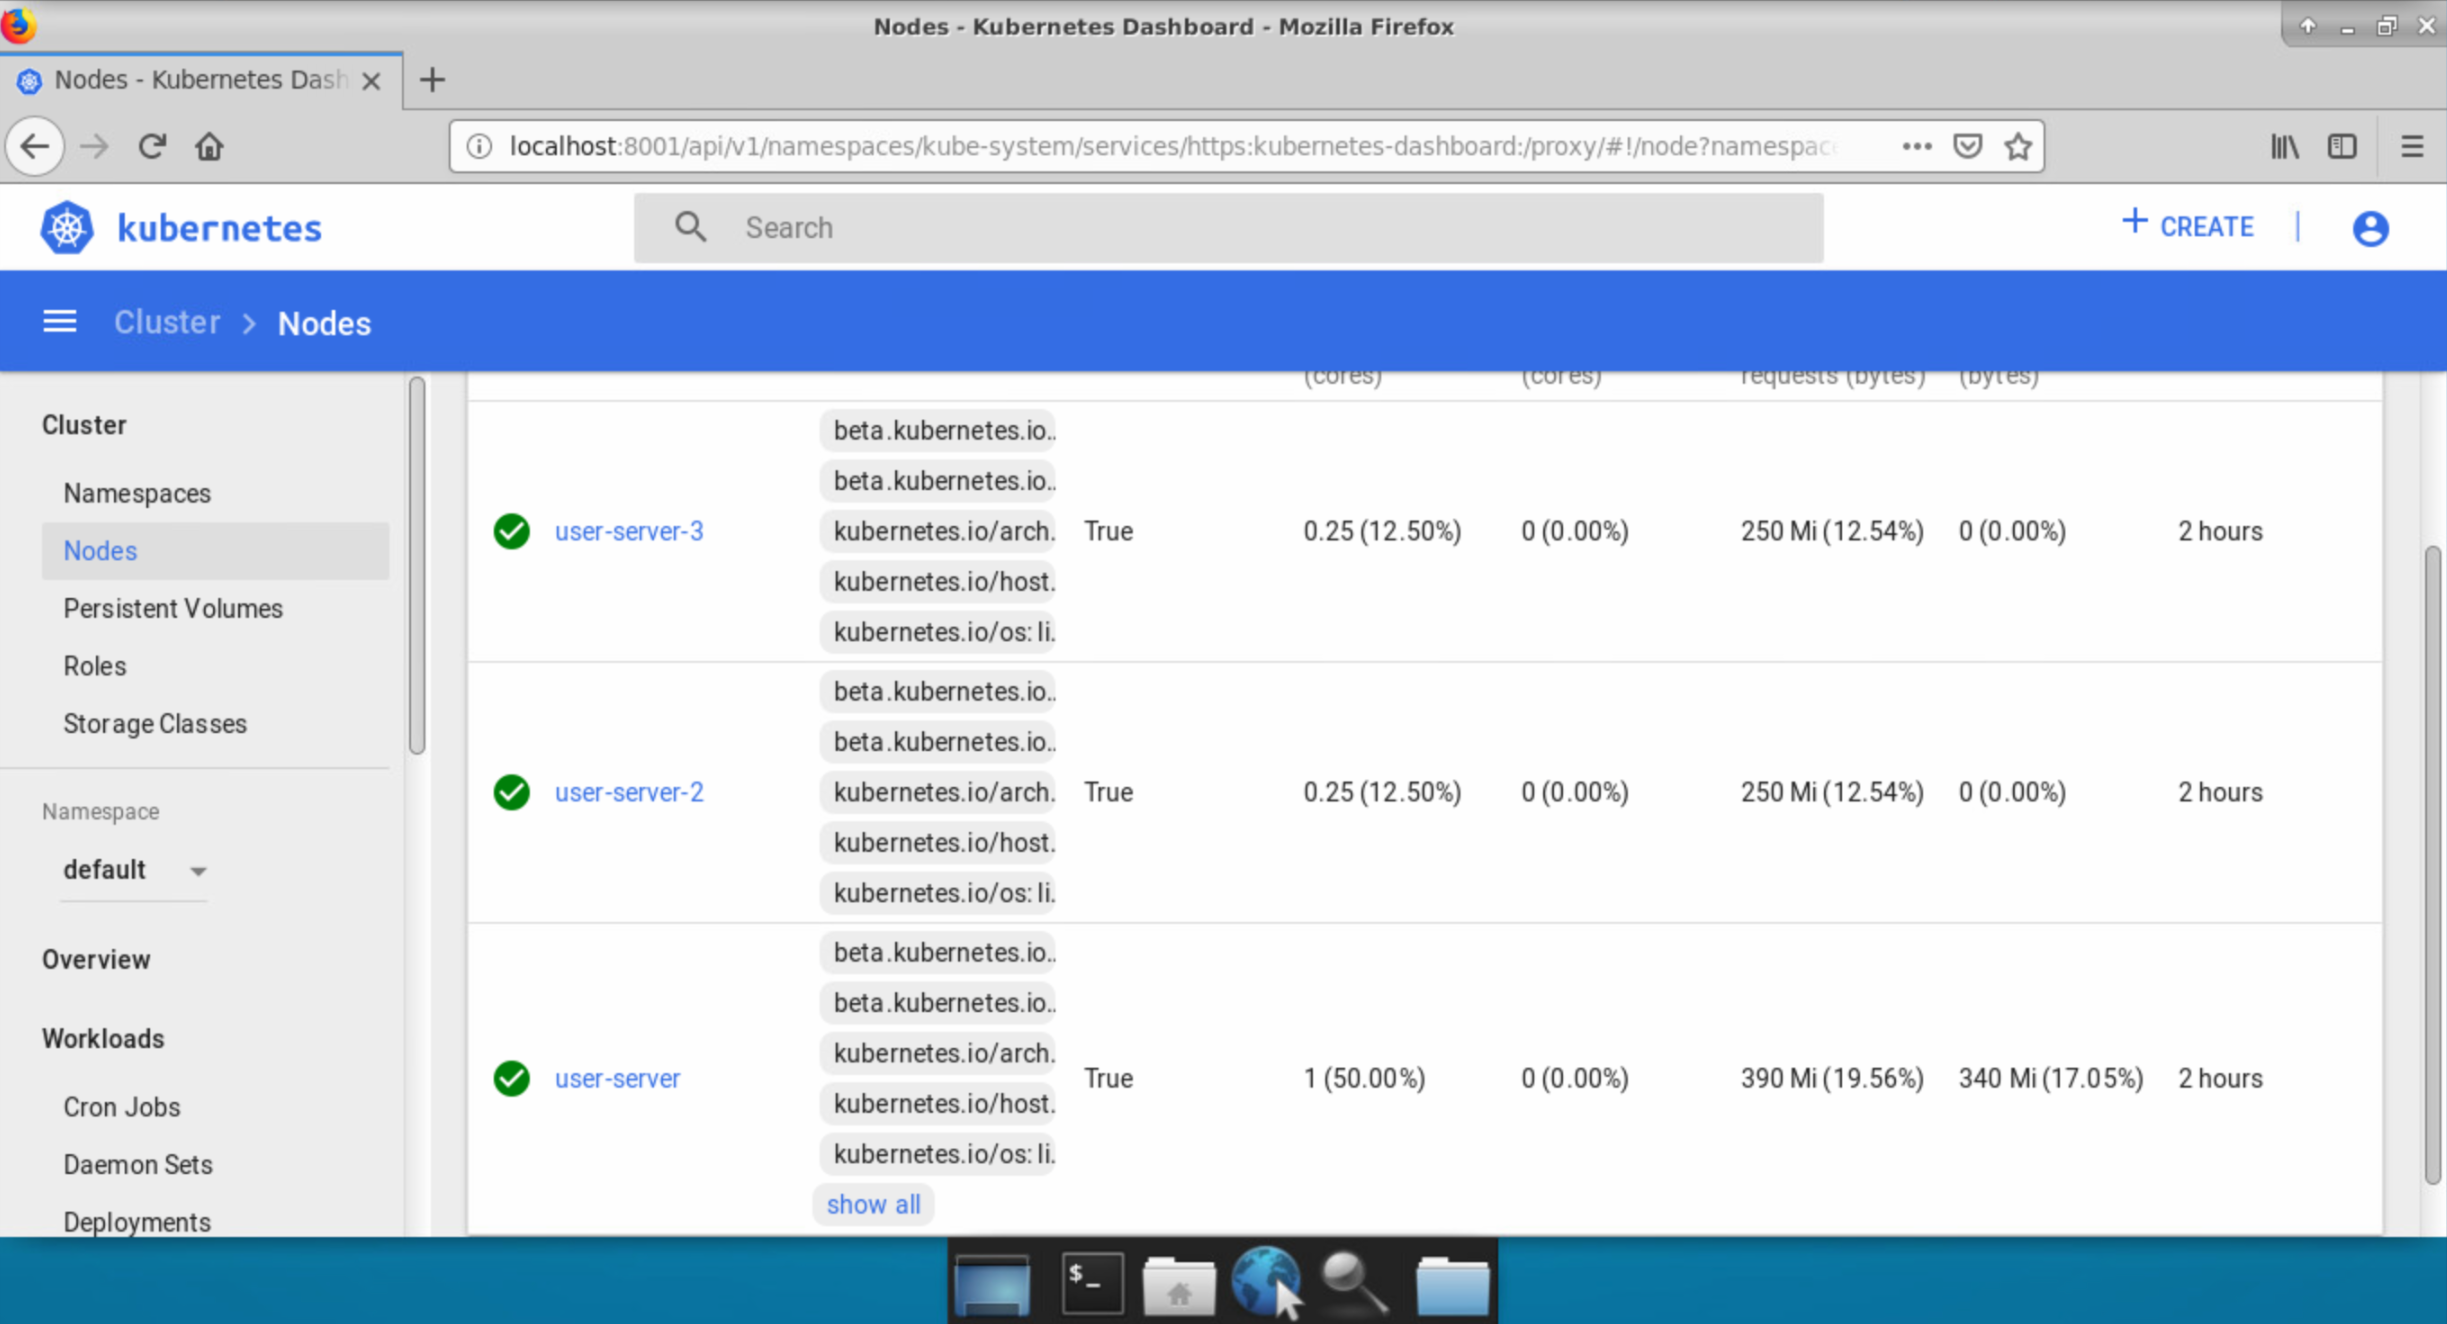 Nodes - Kubernetes Dashboard - Mozilla Firefox
Nodes - Kubernetes Dash
localhost:8001/api/v1/namespaces/kube-system/services/https:kubernetes-dashboard:/proxy/#!/node?namespac
kubernetes
Search
+ CREATE
Cluster > Nodes
(cores) (cores) requests (bytes) (bytes)
Cluster
Namespaces
Nodes
Persistent Volumes
Roles
Storage Classes
Namespace
default
Overview
Workloads
Cron Jobs
Daemon Sets
Deployments
beta.kubernetes.io..
beta.kubernetes.io..
user-server-3 kubernetes.io/arch. True 0.25 (12.50%) 0 (0.00%) 250 Mi (12.54%) 0 (0.00%) 2 hours
kubernetes.io/host.
kubernetes.io/os: li.
beta.kubernetes.io..
beta.kubernetes.io..
user-server-2 kubernetes.io/arch. True 0.25 (12.50%) 0 (0.00%) 250 Mi (12.54%) 0 (0.00%) 2 hours
kubernetes.io/host.
kubernetes.io/os: li.
beta.kubernetes.io..
beta.kubernetes.io..
kubernetes.io/arch.
user-server True 1 (50.00%) 0 (0.00%) 390 Mi (19.56%) 340 Mi (17.05%) 2 hours
kubernetes.io/host.
kubernetes.io/os: li.
show all
$_